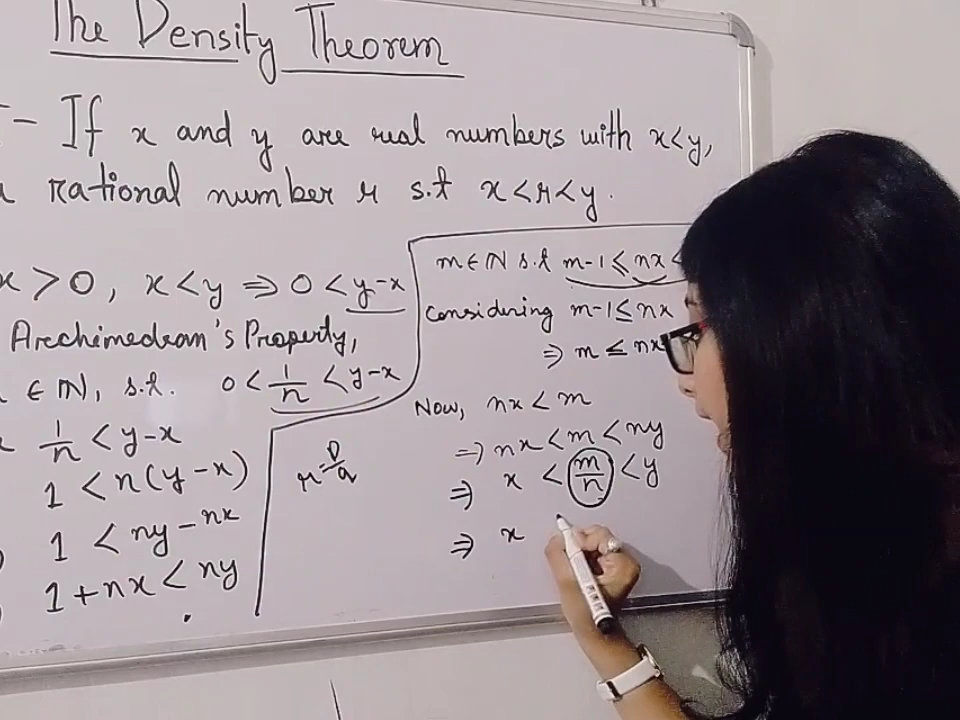 The Density Theorem
- If x and y are real numbers with x<y,
rational number r s.t x<r<y.
x>0, x<y ⇒ 0<y-x
Archimedean's Property,
∈ N, s.t. 0 < 1/n < y-x
1/n < y-x
1 < n(y-x)
1 < ny-nx
1+nx < ny
r=p/q
m∈N s.t m-1≤nx<
considering m-1≤nx
⇒ m ≤ nx
Now, nx < m
⇒ nx < m < ny
⇒ x < m/n < y
⇒ x